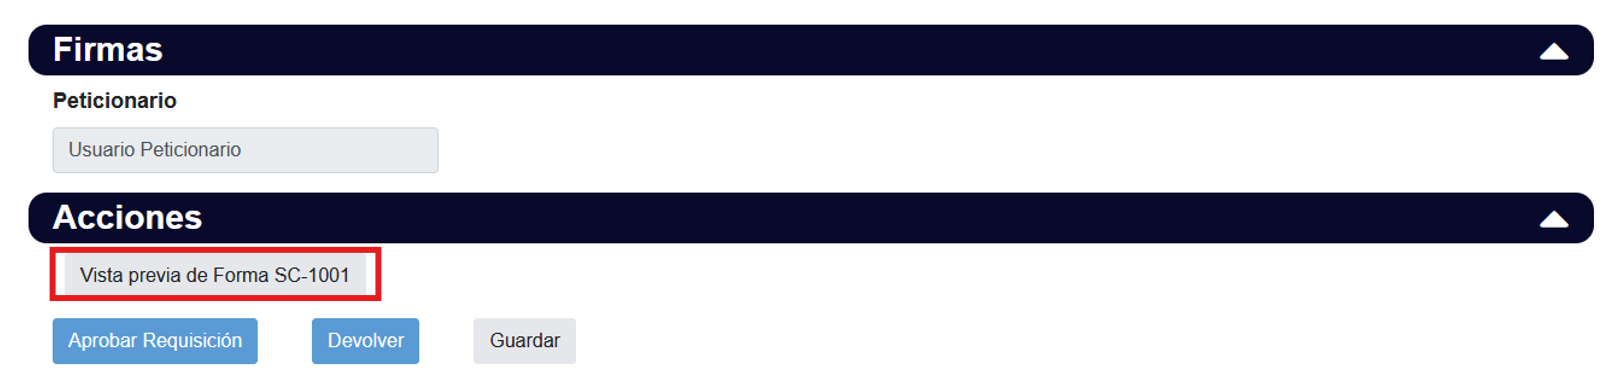 Firmas
Peticionario
Usuario Peticionario
Acciones
Vista previa de Forma SC-1001
Aprobar Requisición Devolver Guardar